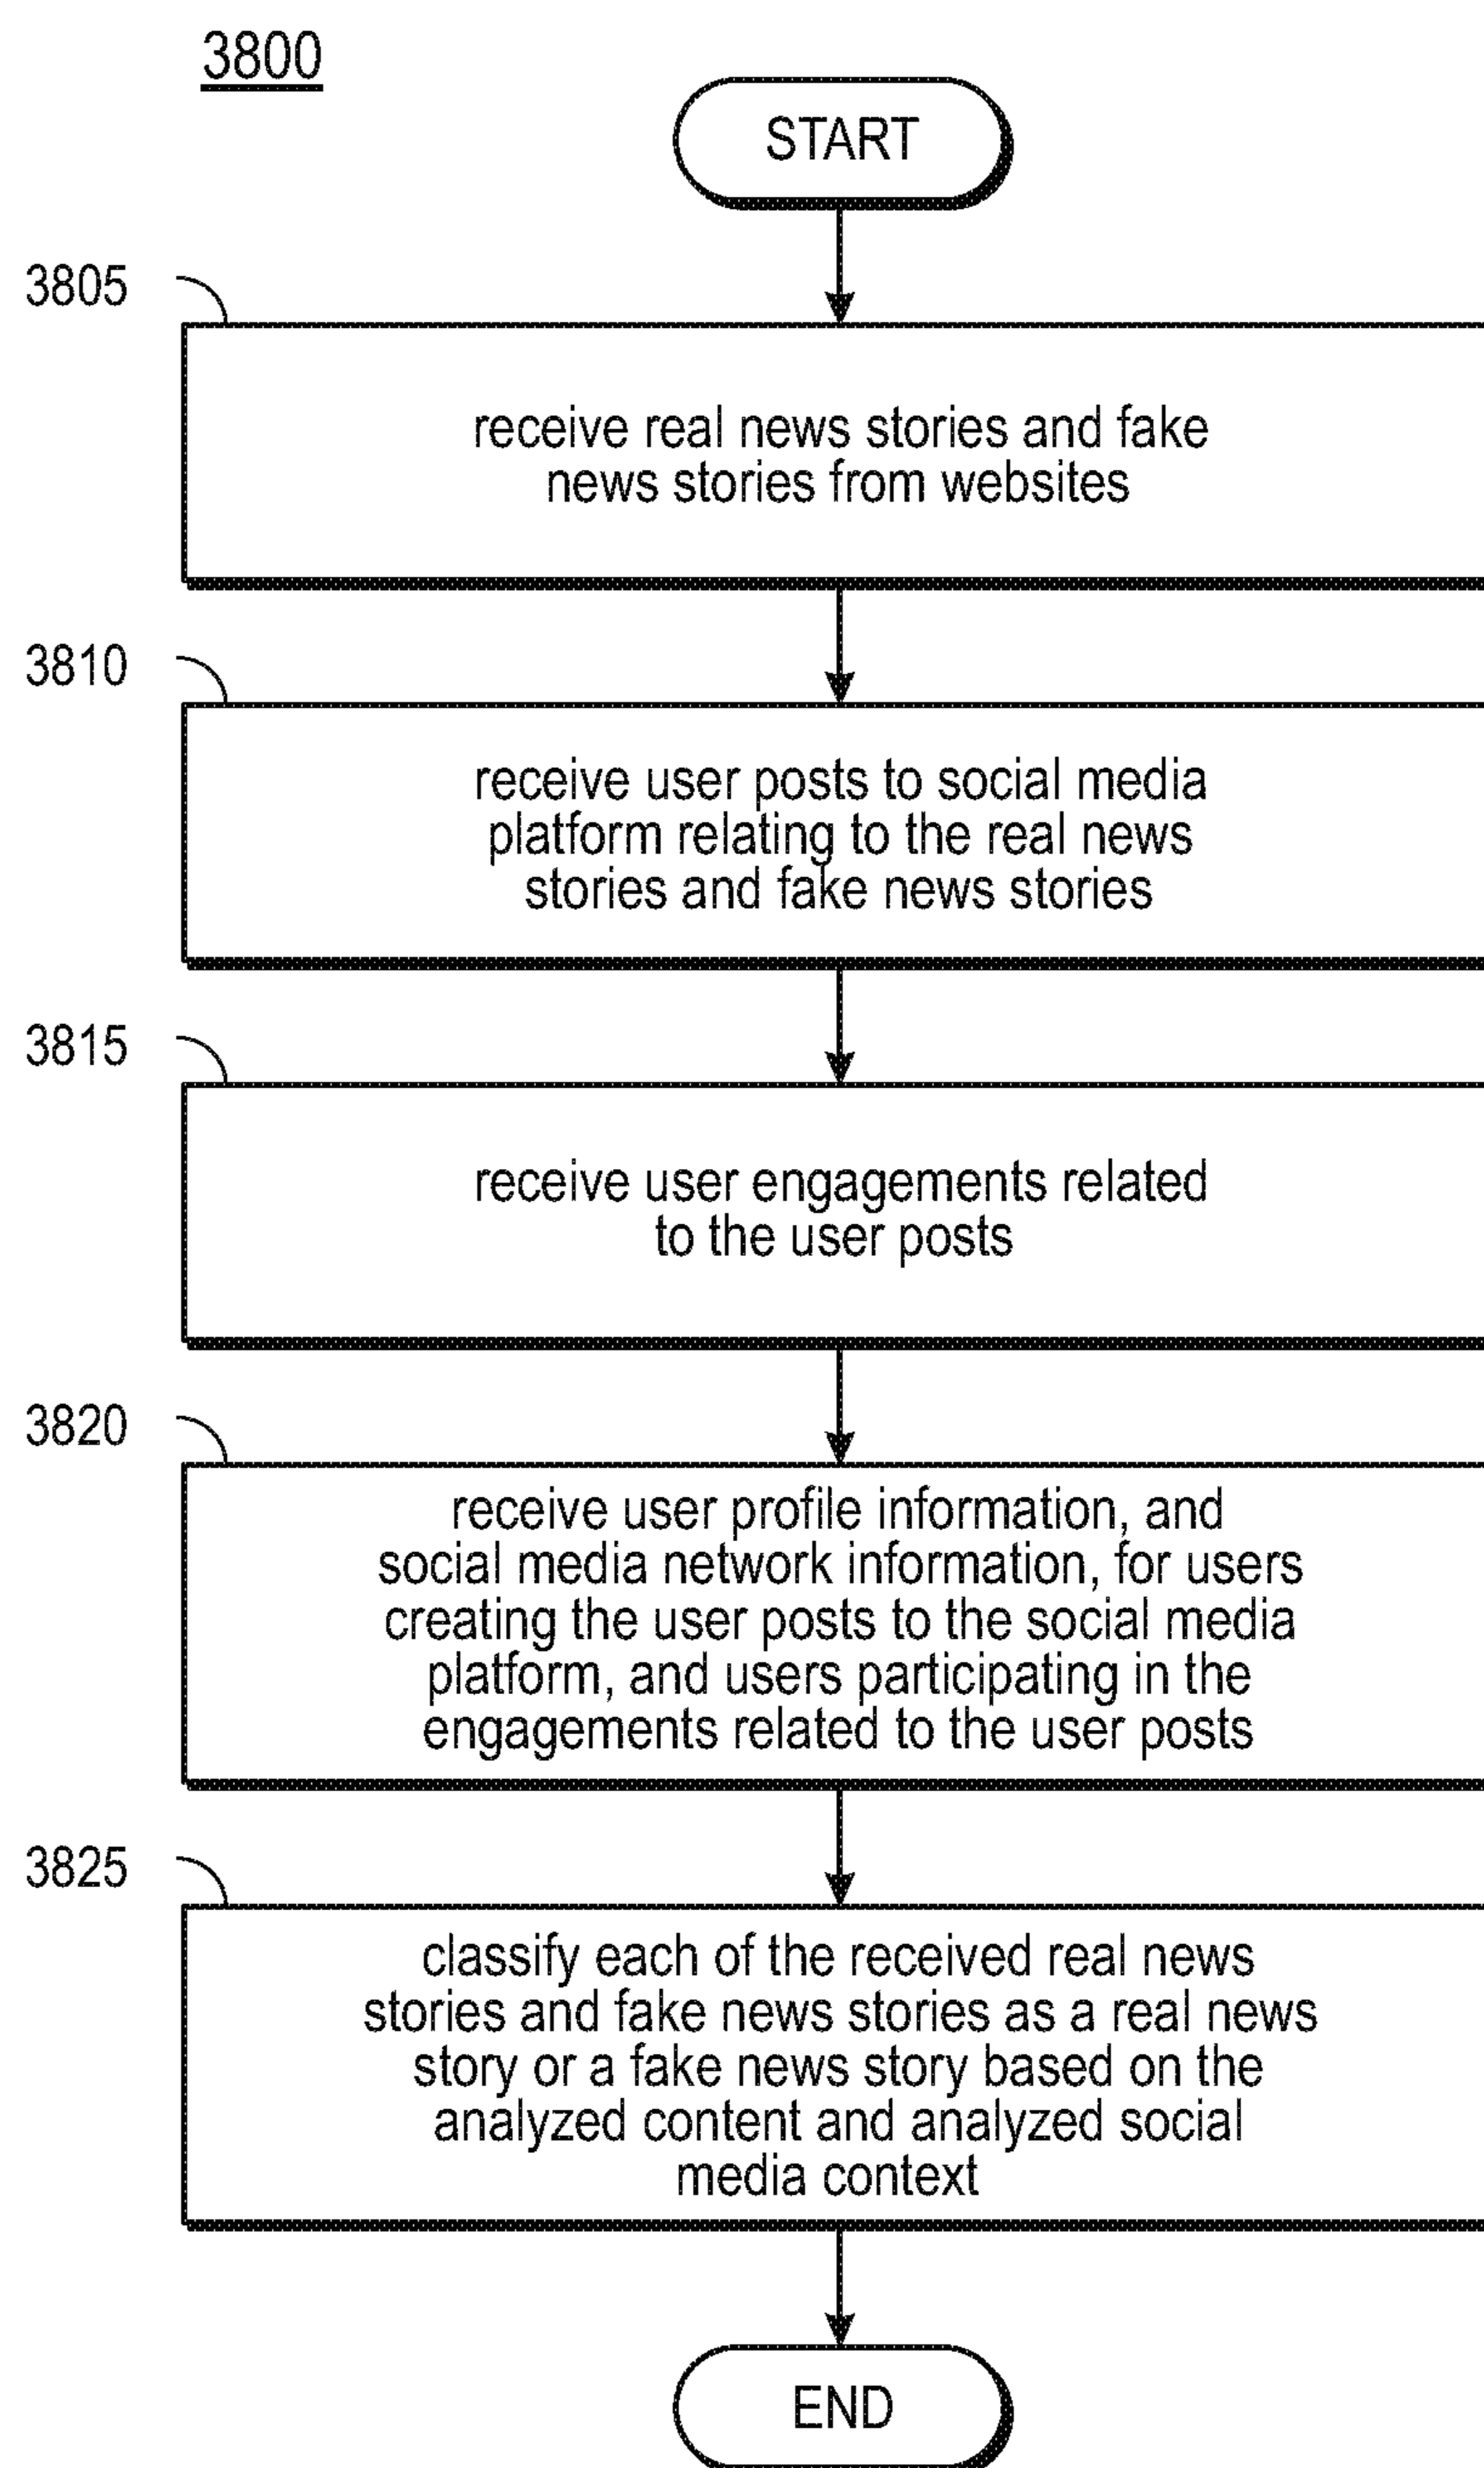 3800
START
3805
receive real news stories and fake
news stories from websites
3810
receive user posts to social media
platform relating to the real news
stories and fake news stories
3815
receive user engagements related
to the user posts
3820
receive user profile information, and
social media network information, for users
creating the user posts to the social media
platform, and users participating in the
engagements related to the user posts
3825
classify each of the received real news
stories and fake news stories as a real news
story or a fake news story based on the
analyzed content and analyzed social
media context
END